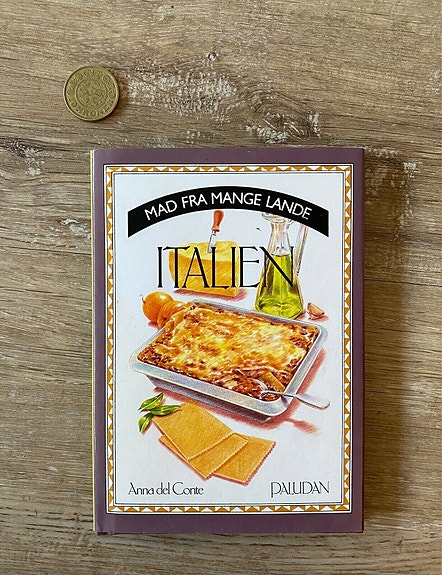 MAD FRA MANGE LANDE
ITALIEN
Anna del Conte
PALUDAN